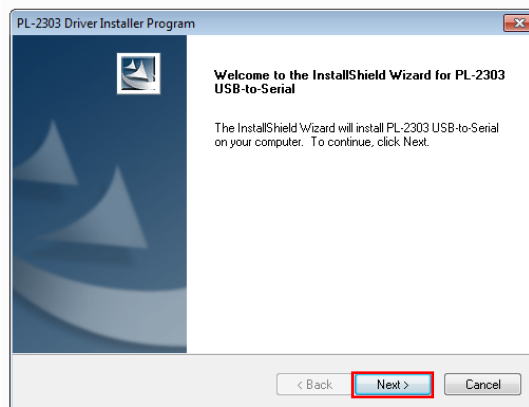 PL-2303 Driver Installer Program
Welcome to the InstallShield Wizard for PL-2303
USB-to-Serial
The InstallShield Wizard will install PL-2303 USB-to-Serial
on your computer. To continue, click Next.
< Back
Next >
Cancel